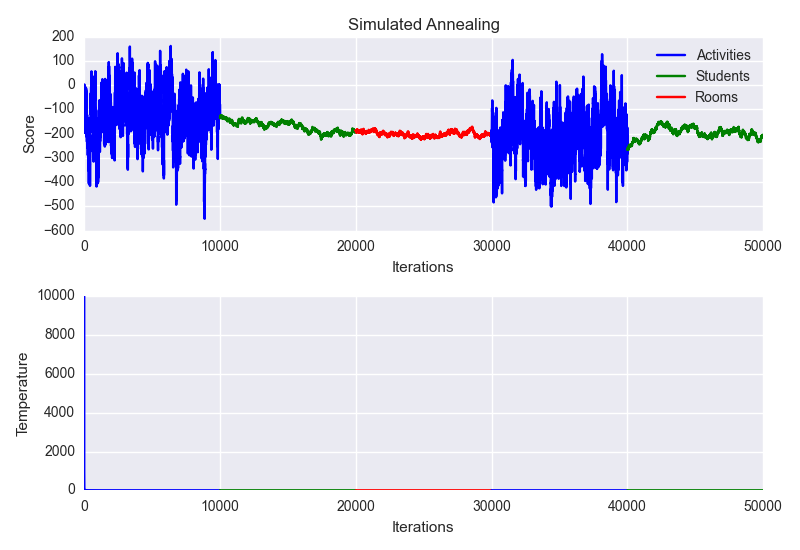 Simulated Annealing
200
100
0
−100
−200
−300
−400
−500
−600
Score
Activities
Students
Rooms
0 10000 20000 30000 40000 50000
Iterations
10000
8000
6000
4000
2000
0
Temperature
0 10000 20000 30000 40000 50000
Iterations